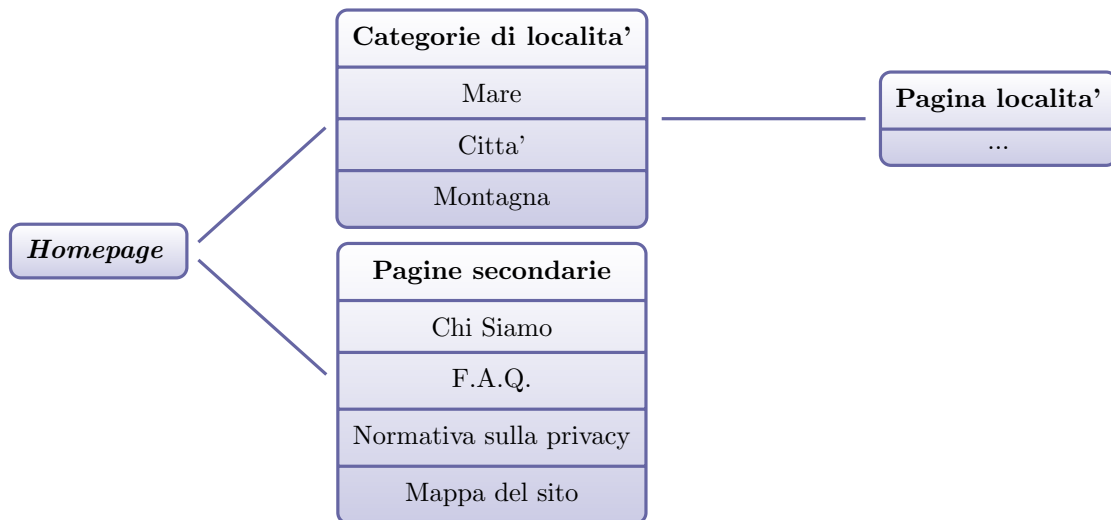 Homepage
Categorie di localita’
Mare
Citta’
Montagna
Pagine secondarie
Chi Siamo
F.A.Q.
Normativa sulla privacy
Mappa del sito
Pagina localita’
...